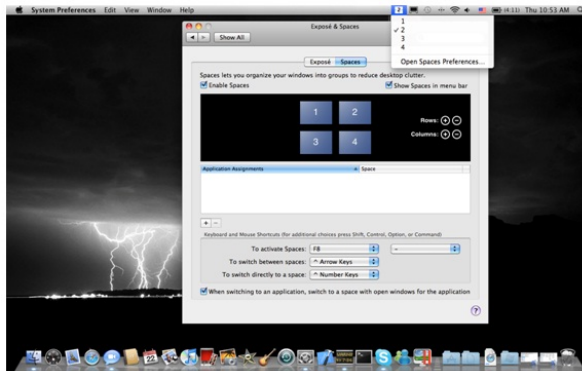 System Preferences Edit View Window Help
2
(4:11) Thu 10:53 AM
1
✓ 2
3
4
Open Spaces Preferences...
Exposé & Spaces
Show All
Exposé Spaces
Spaces lets you organize your windows into groups to reduce desktop clutter.
Enable Spaces
Show Spaces in menu bar
1 2
3 4
Rows:
Columns:
Application Assignments Space
+ −
Keyboard and Mouse Shortcuts (for additional choices press Shift, Control, Option, or Command)
To activate Spaces: F8 -
To switch between spaces: ^ Arrow Keys
To switch directly to a space: ^ Number Keys
When switching to an application, switch to a space with open windows for the application
?